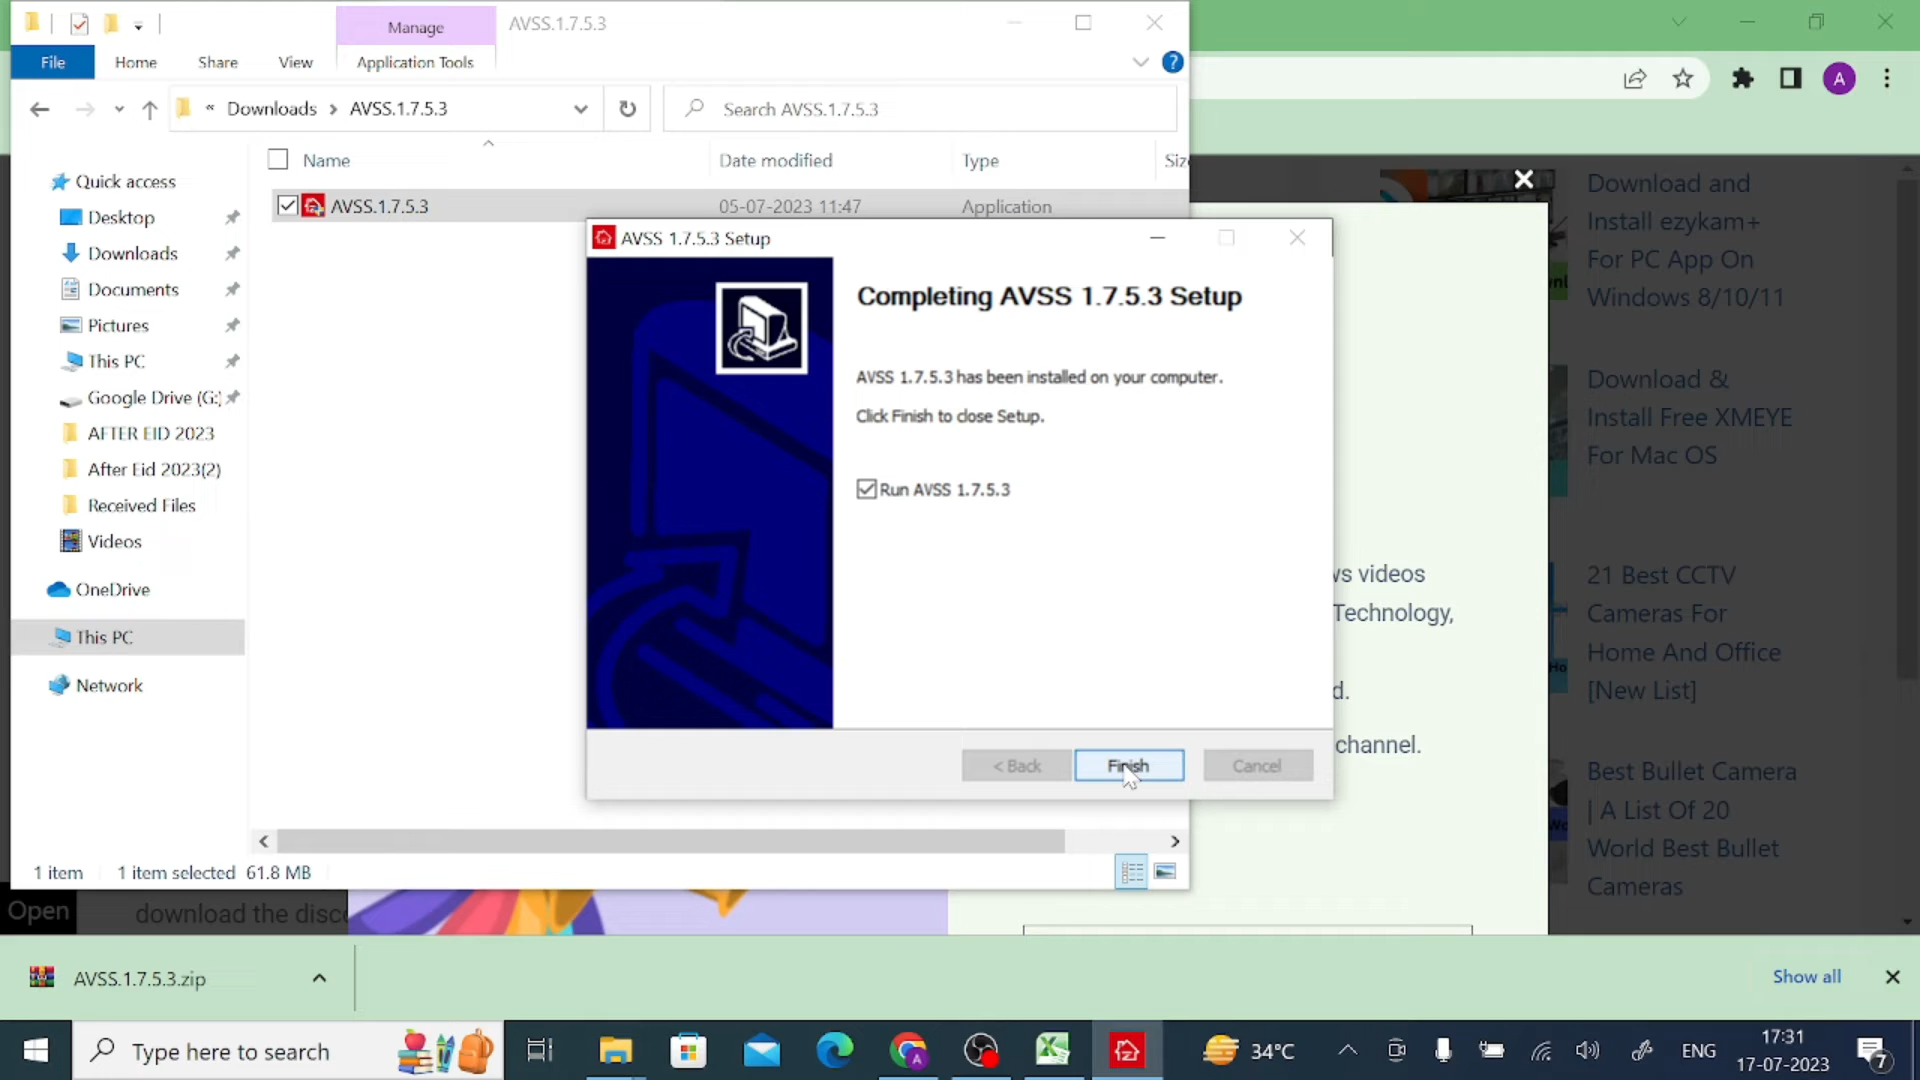 Manage
AVSS.1.7.5.3
File
Home
Share
View
Application Tools
« Downloads > AVSS.1.7.5.3
Search AVSS.1.7.5.3
Name
Date modified
Type
AVSS.1.7.5.3
05-07-2023 11:47
Application
Quick access
Desktop
Downloads
Documents
Pictures
This PC
Google Drive (G:)
AFTER EID 2023
After Eid 2023(2)
Received Files
Videos
OneDrive
This PC
Network
1 item
1 item selected 61.8 MB
AVSS 1.7.5.3 Setup
Completing AVSS 1.7.5.3 Setup
AVSS 1.7.5.3 has been installed on your computer.
Click Finish to close Setup.
Run AVSS 1.7.5.3
< Back
Finish
Cancel
A
Download and
Install ezykam+
For PC App On
Windows 8/10/11
Download &
Install Free XMEYE
For Mac OS
21 Best CCTV
Cameras For
Home And Office
[New List]
Best Bullet Camera
| A List Of 20
World Best Bullet
Cameras
videos
Technology,
d.
channel.
Open
download the
AVSS.1.7.5.3.zip
Show all
Type here to search
34°C
ENG
17:31
17-07-2023
7